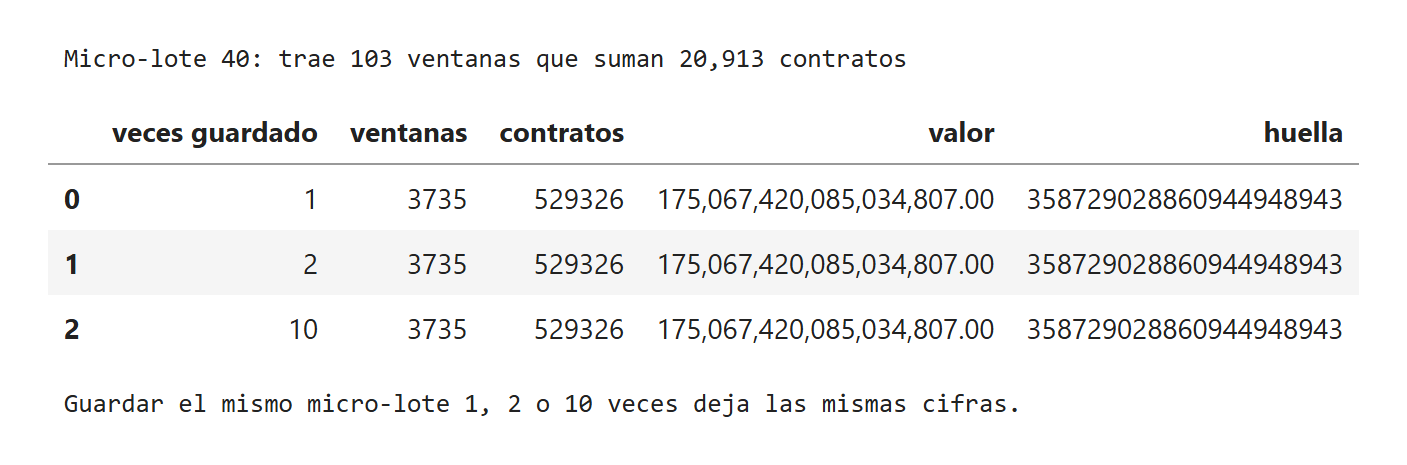 Micro-lote 40: trae 103 ventanas que suman 20,913 contratos
veces guardado ventanas contratos valor huella
0 1 3735 529326 175,067,420,085,034,807.00 358729028860944948943
1 2 3735 529326 175,067,420,085,034,807.00 358729028860944948943
2 10 3735 529326 175,067,420,085,034,807.00 358729028860944948943
Guardar el mismo micro-lote 1, 2 o 10 veces deja las mismas cifras.